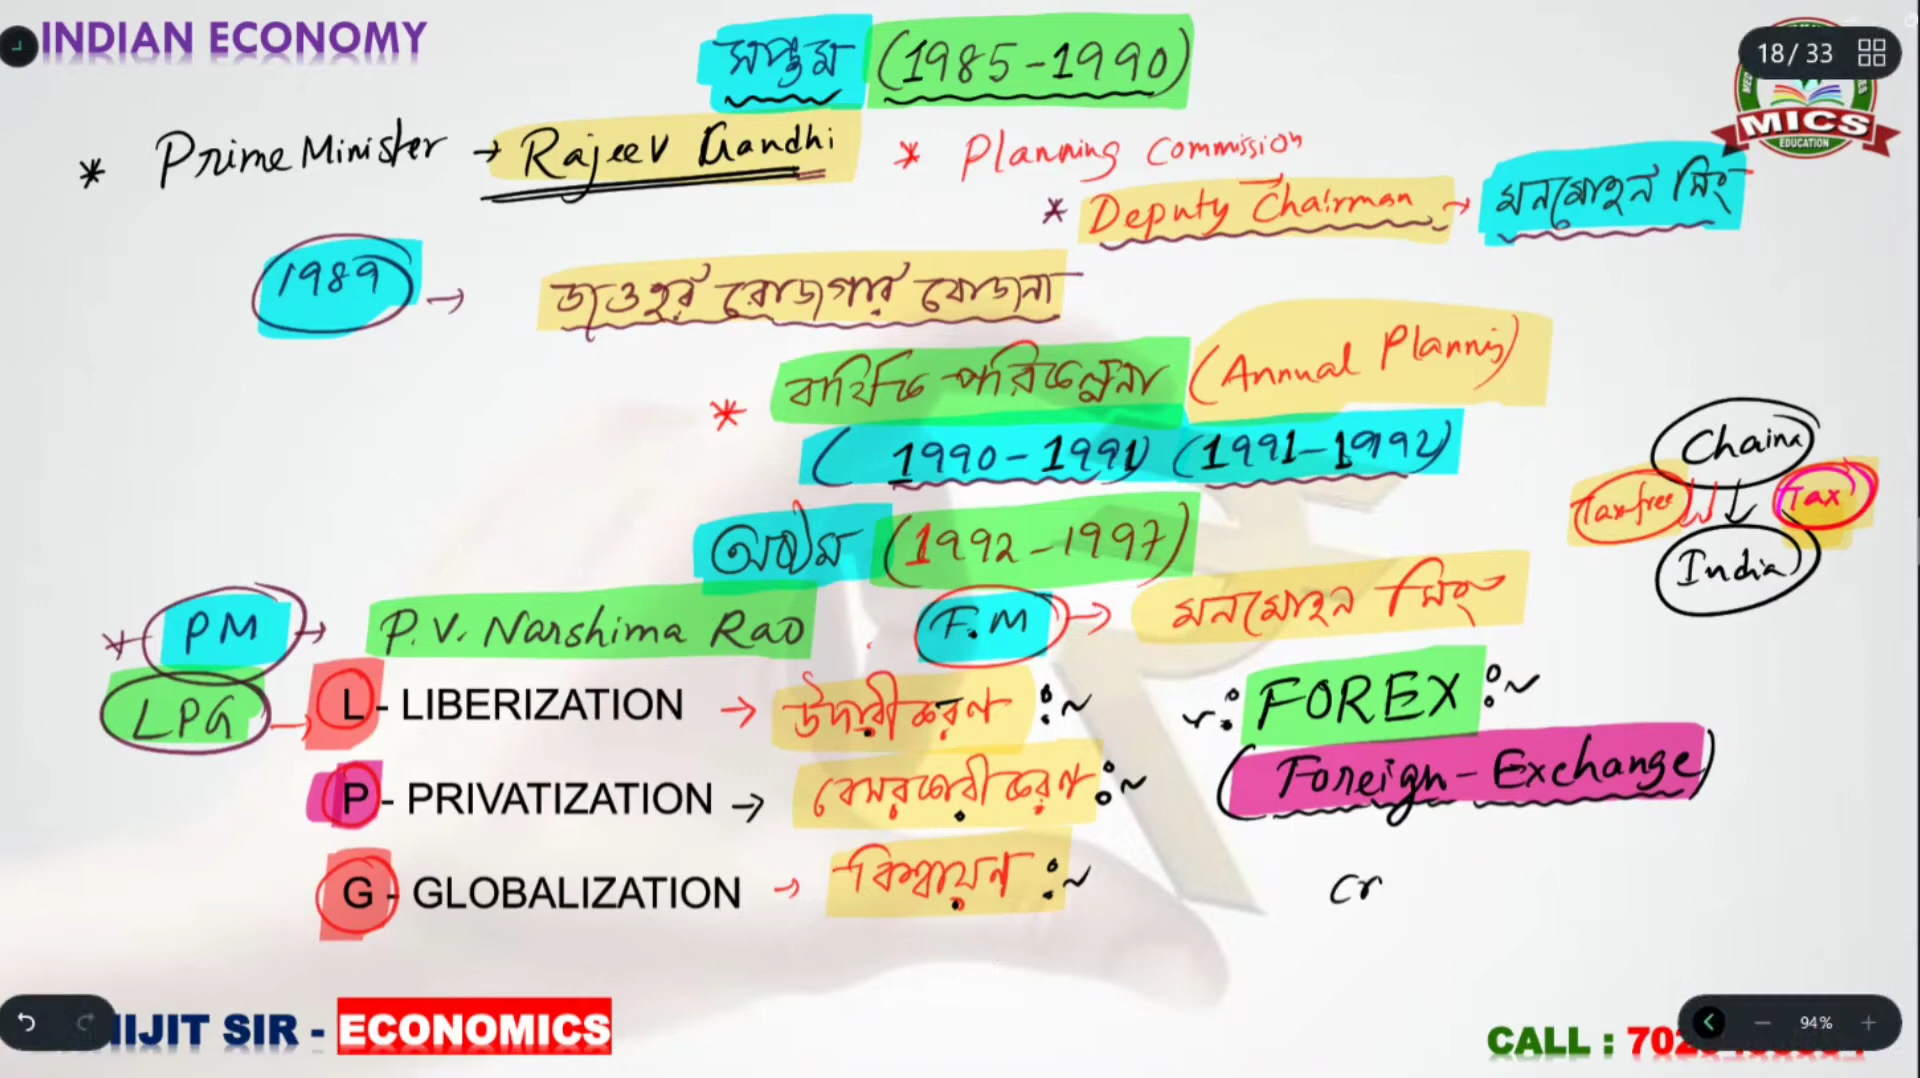 INDIAN ECONOMY
সপ্তম (1985-1990)
18/33
MICS
EDUCATION
* Prime Minister → Rajeev Gandhi * Planning Commission
* Deputy Chairman → মনমোহন সিং
1989 → জওহর রোজগার যোজনা
* বার্ষিক পরিকল্পনা (Annual Planning)
(1990-1991) (1991-1992)
Chaina
Tax free Tax
India
অষ্টম (1992-1997)
* PM → P.V. Narshima Rao F.M → মনমোহন সিং
LPG → L - LIBERIZATION → উদারীকরণ :~ FOREX :~
P - PRIVATIZATION → বেসরকারীকরণ :~ (Foreign-Exchange)
G - GLOBALIZATION → বিশ্বায়ণ :~ cr
IJIT SIR - ECONOMICS
CALL : 702
94%